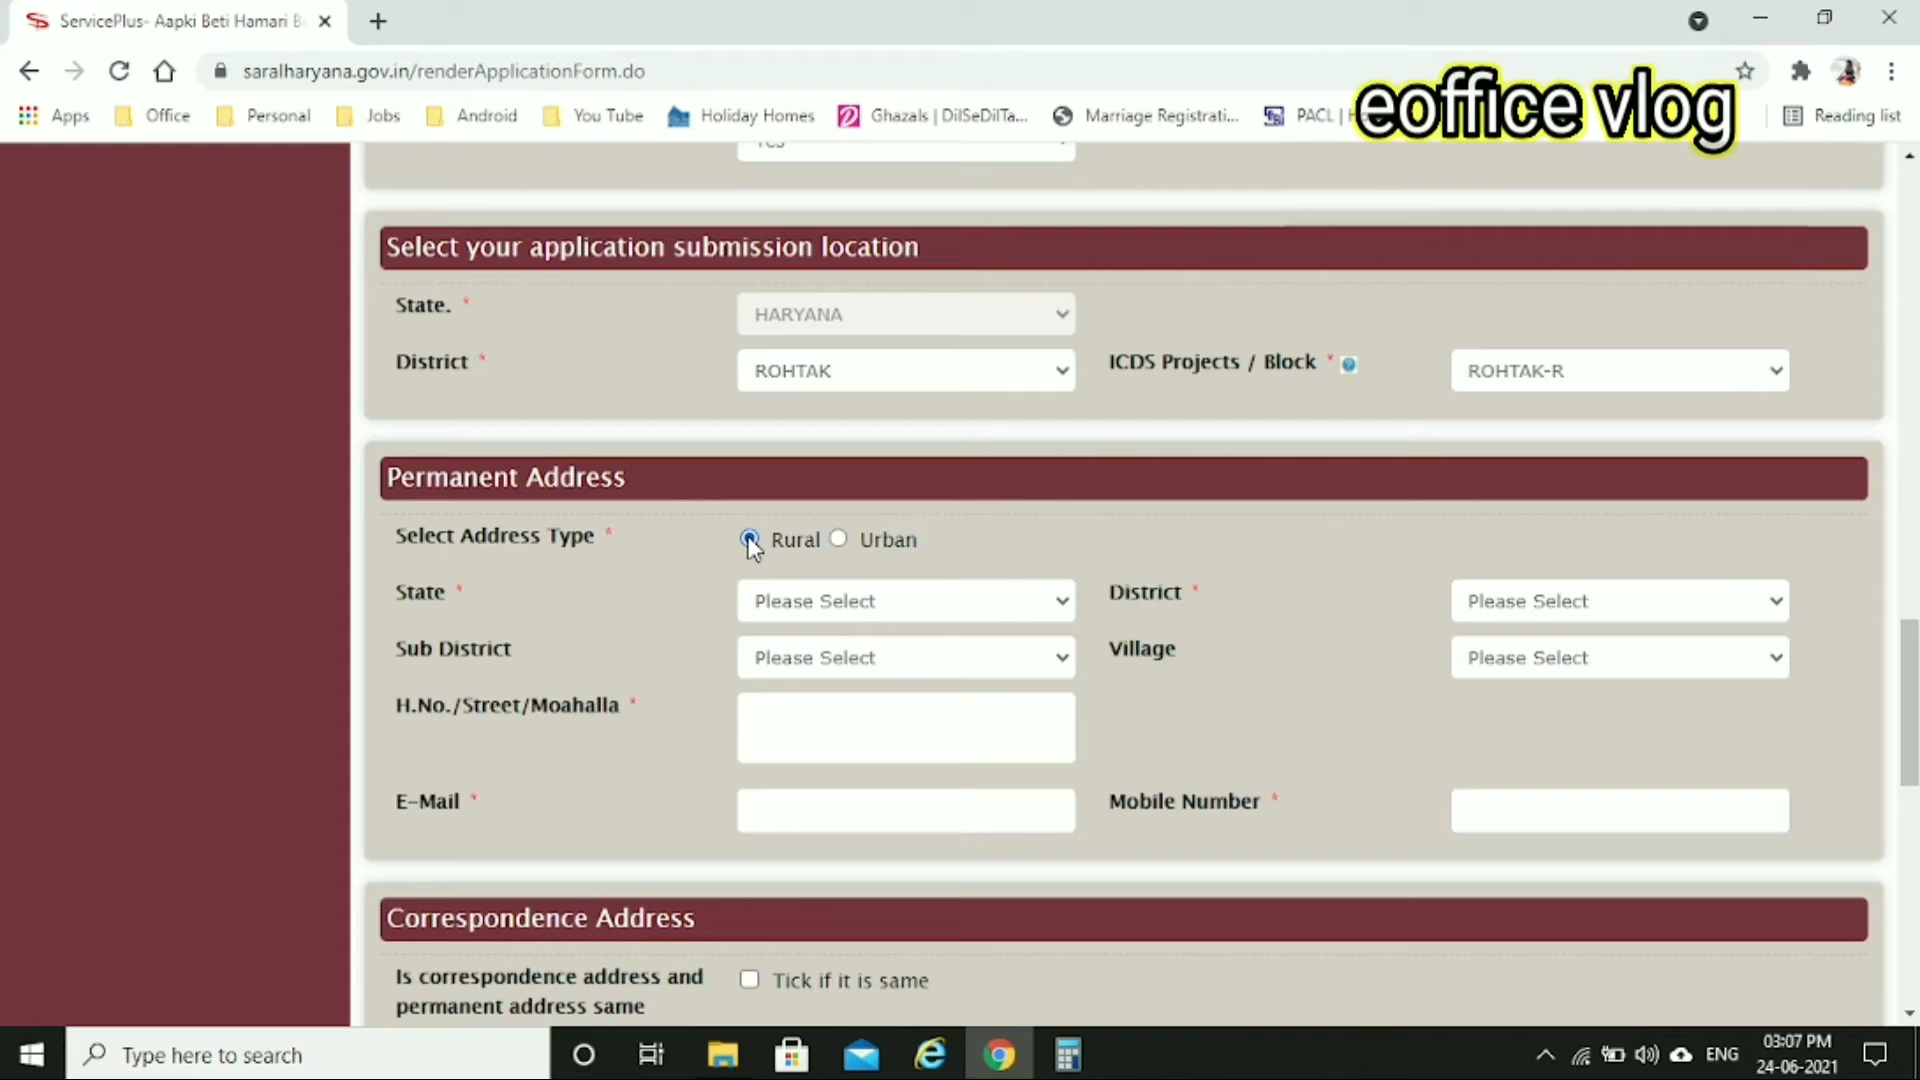 ServicePlus- Aapki Beti Hamari B
saralharyana.gov.in/renderApplicationForm.do
eoffice vlog
Apps
Office
Personal
Jobs
Android
You Tube
Holiday Homes
Ghazals | DilSeDilTa...
Marriage Registrati...
PACL |
Reading list
Select your application submission location
State. *
HARYANA
District *
ROHTAK
ICDS Projects / Block *
ROHTAK-R
Permanent Address
Select Address Type *
Rural
Urban
State *
Please Select
District *
Please Select
Sub District
Please Select
Village
Please Select
H.No./Street/Moahalla *
E-Mail *
Mobile Number *
Correspondence Address
Is correspondence address and
permanent address same
Tick if it is same
Type here to search
ENG
03:07 PM
24-06-2021